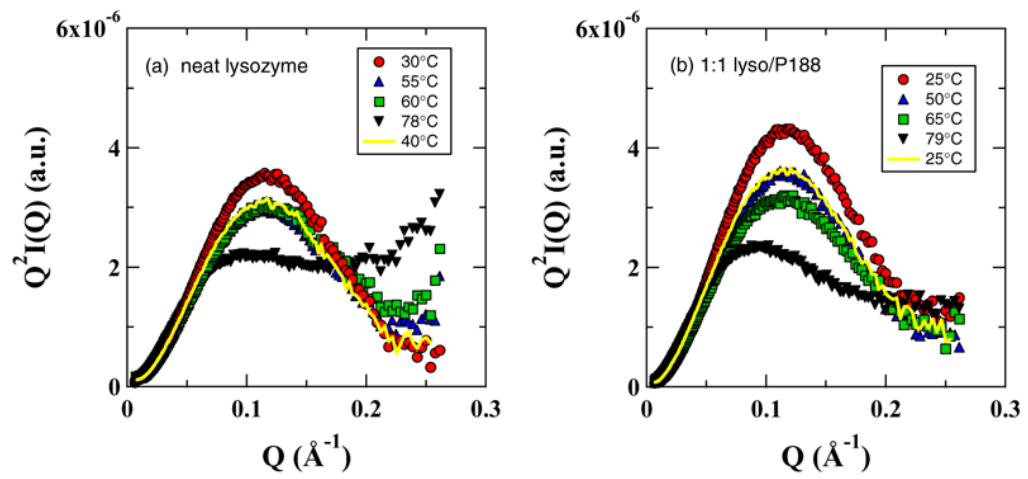 6x10-6
(a) neat lysozyme
30°C
55°C
60°C
78°C
40°C
4
2
0
Q2I(Q) (a.u.)
0 0.1 0.2 0.3
Q (Å-1)
6x10-6
(b) 1:1 lyso/P188
25°C
50°C
65°C
79°C
25°C
4
2
0
Q2I(Q) (a.u.)
0 0.1 0.2 0.3
Q (Å-1)